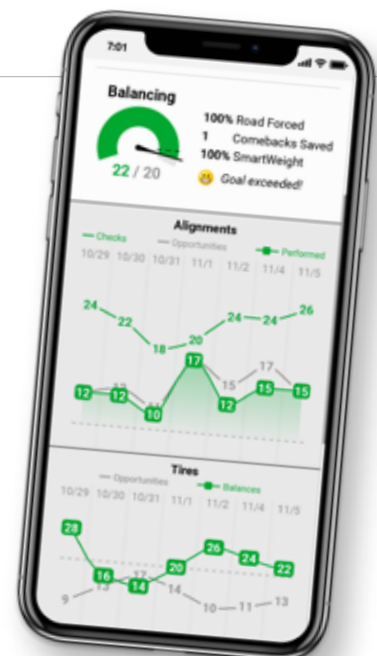 7:01
Balancing
100% Road Forced
1 Comebacks Saved
100% SmartWeight
22 / 20
Goal exceeded!
Alignments
Checks Opportunities Performed
10/29 10/30 10/31 11/1 11/2 11/4 11/5
24 22 18 20 24 24 26
17 15 17
12 12 10 12 15 15
Tires
Opportunities Balances
10/29 10/30 10/31 11/1 11/2 11/4 11/5
28 16 14 20 26 24 22
9 13 17 14 10 11 13